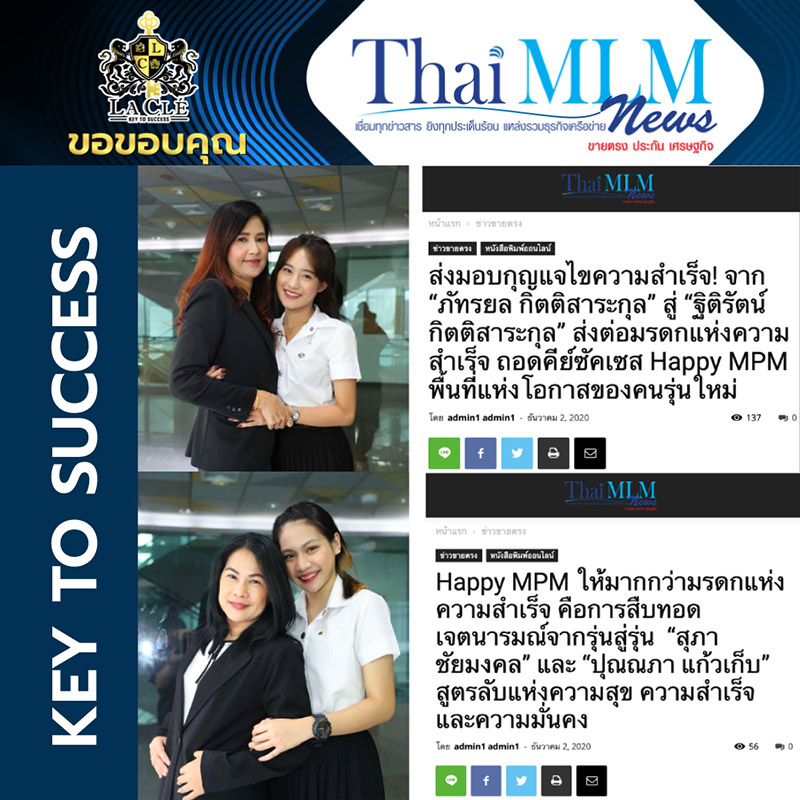 LC
LA CLÉ
KEY TO SUCCESS
ขอขอบคุณ
Thai MLM
News
เชื่อมทุกข่าวสาร ยิงทุกประเด็นร้อน แหล่งรวมธุรกิจเครือข่าย
ขายตรง ประกัน เศรษฐกิจ
KEY TO SUCCESS
Thai MLM
News
หน้าแรก › ข่าวขายตรง
ข่าวขายตรง หนังสือพิมพ์ออนไลน์
ส่งมอบกุญแจไขความสำเร็จ! จาก
“ภัทรยล กิตติสาระกุล” สู่ “ฐิติรัตน์
กิตติสาระกุล” ส่งต่อมรดกแห่งความ
สำเร็จ ถอดคีย์ซัคเซส Happy MPM
พื้นที่แห่งโอกาสของคนรุ่นใหม่
โดย admin1 admin1 - ธันวาคม 2, 2020 137 0
LINE
Thai MLM
News
หน้าแรก › ข่าวขายตรง
ข่าวขายตรง หนังสือพิมพ์ออนไลน์
Happy MPM ให้มากกว่ามรดกแห่ง
ความสำเร็จ คือการสืบทอด
เจตนารมณ์จากรุ่นสู่รุ่น “สุภา
ชัยมงคล” และ “ปุณณภา แก้วเก็บ”
สูตรลับแห่งความสุข ความสำเร็จ
และความมั่นคง
โดย admin1 admin1 - ธันวาคม 2, 2020 56 0
LINE